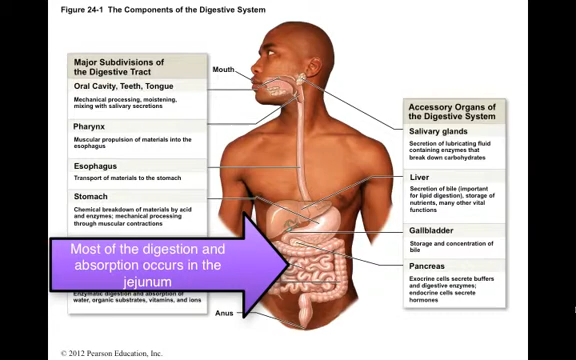 Figure 24-1 The Components of the Digestive System
Major Subdivisions of
the Digestive Tract
Oral Cavity, Teeth, Tongue
Mechanical processing, moistening,
mixing with salivary secretions
Pharynx
Muscular propulsion of materials into the
esophagus
Esophagus
Transport of materials to the stomach
Stomach
Chemical breakdown of materials by acid
and enzymes; mechanical processing
through muscular contractions
Most of the digestion and
absorption occurs in the
jejunum
Enzymatic digestion and absorption of
water, organic substrates, vitamins, and ions
Mouth
Anus
Accessory Organs of
the Digestive System
Salivary glands
Secretion of lubricating fluid
containing enzymes that
break down carbohydrates
Liver
Secretion of bile (important
for lipid digestion), storage of
nutrients, many other vital
functions
Gallbladder
Storage and concentration of
bile
Pancreas
Exocrine cells secrete buffers
and digestive enzymes;
endocrine cells secrete
hormones
© 2012 Pearson Education, Inc.